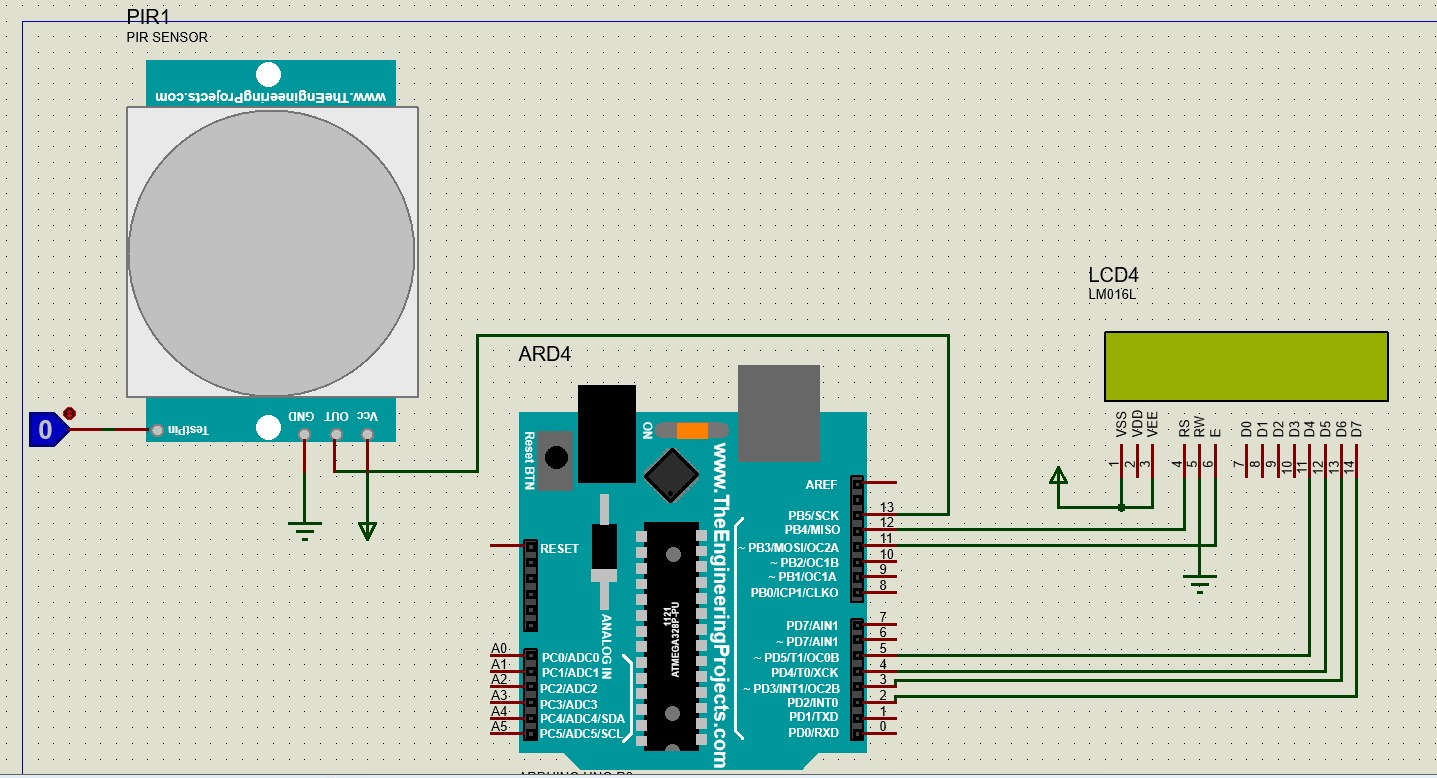 PIR1
PIR SENSOR
www.TheEngineeringProjects.com
0
TestPin
GND
OUT
Vcc
ARD4
Reset BTN
ON
www.TheEngineeringProjects.com
RESET
ANALOG IN
1121
ATMEGA328P-PU
A0
PC0/ADC0
A1
PC1/ADC1
A2
PC2/ADC2
A3
PC3/ADC3
A4
PC4/ADC4/SDA
A5
PC5/ADC5/SCL
AREF
PB5/SCK
13
PB4/MISO
12
~ PB3/MOSI/OC2A
11
~ PB2/OC1B
10
~ PB1/OC1A
9
PB0/ICP1/CLKO
8
PD7/AIN1
7
~ PD7/AIN1
6
~ PD5/T1/OC0B
5
PD4/T0/XCK
4
~ PD3/INT1/OC2B
3
PD2/INT0
2
PD1/TXD
1
PD0/RXD
0
LCD4
LM016L
VSS
VDD
VEE
RS
RW
E
D0
D1
D2
D3
D4
D5
D6
D7
1
2
3
4
5
6
7
8
9
10
11
12
13
14